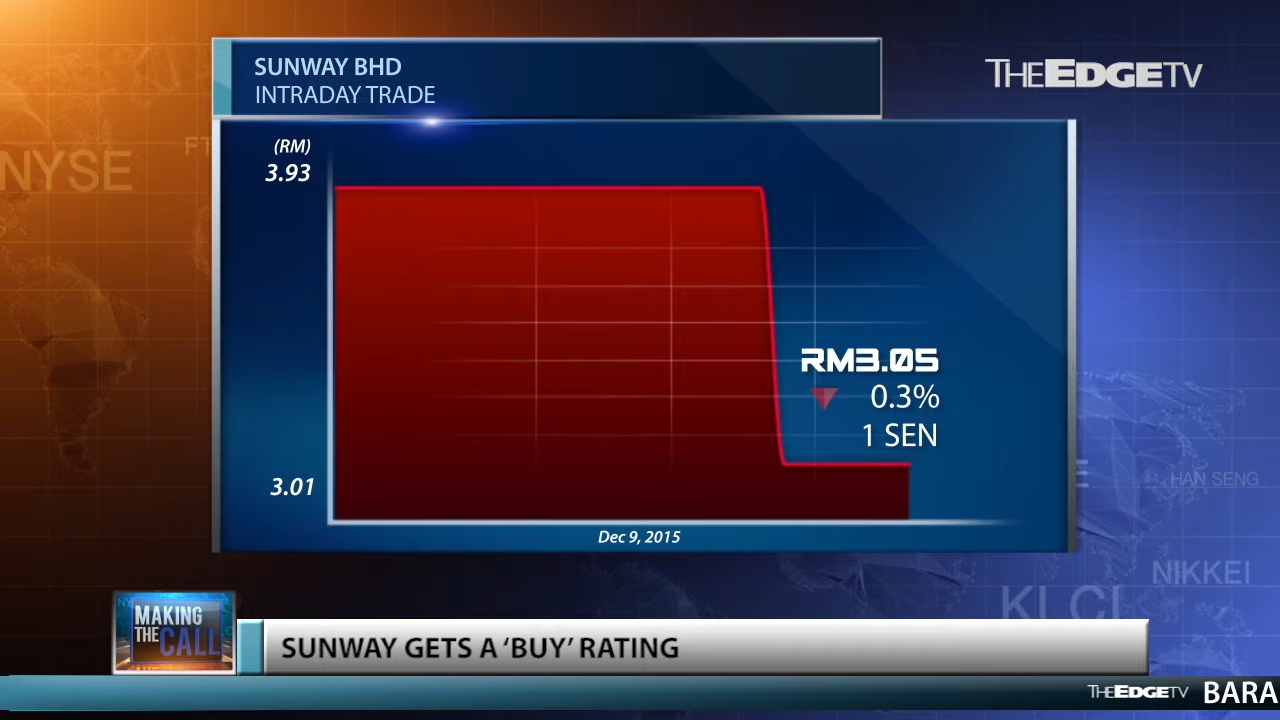 SUNWAY BHD
INTRADAY TRADE
THEEDGETV
(RM)
3.93
NYSE
FT
RM3.05
0.3%
1 SEN
3.01
HAN SENG
Dec 9, 2015
NIKKEI
KLCI
MAKING
THE CALL
SUNWAY GETS A ‘BUY’ RATING
THEEDGETV BARA